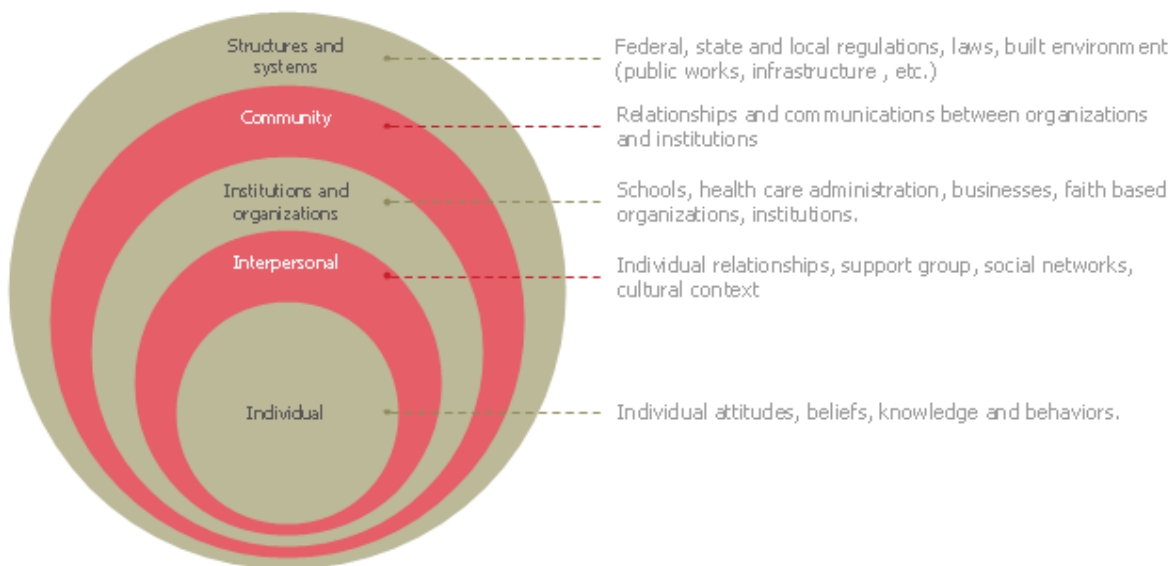 Structures and
systems
Federal, state and local regulations, laws, built environment
(public works, infrastructure , etc.)
Community
Relationships and communications between organizations
and institutions
Institutions and
organizations
Schools, health care administration, businesses, faith based
organizations, institutions.
Interpersonal
Individual relationships, support group, social networks,
cultural context
Individual
Individual attitudes, beliefs, knowledge and behaviors.